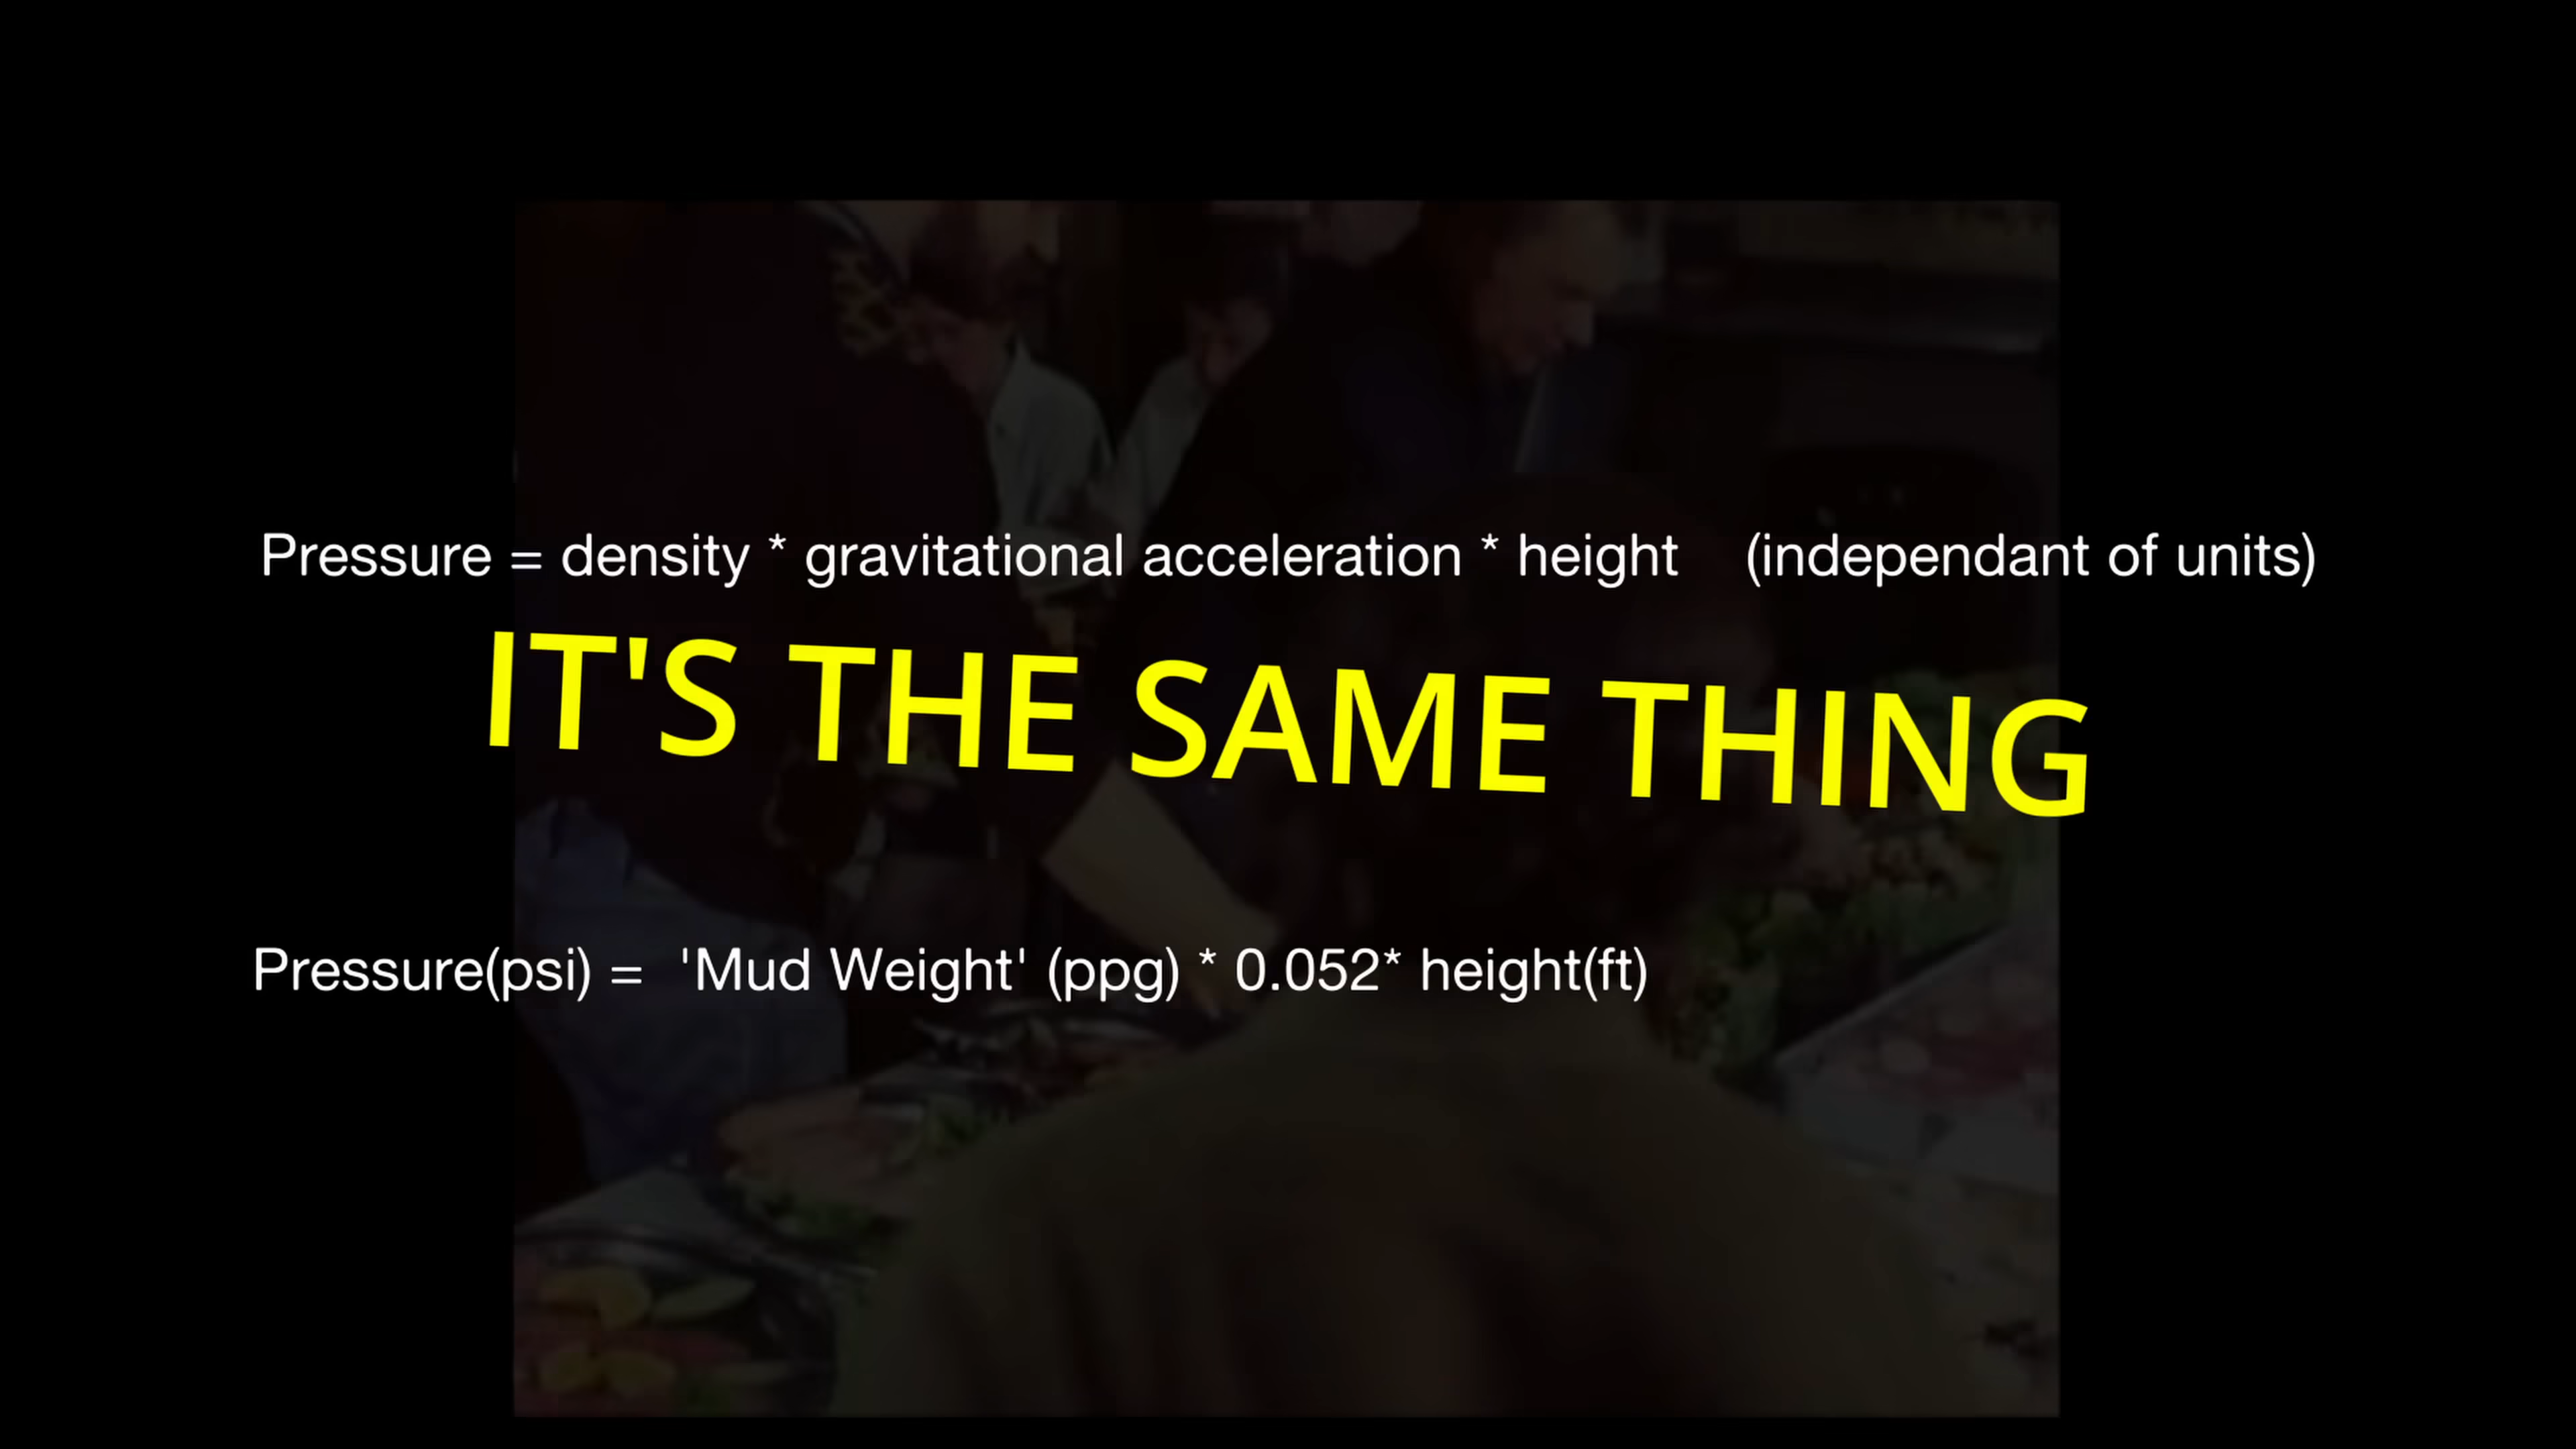 Pressure = density * gravitational acceleration * height (independant of units)
IT'S THE SAME THING
Pressure(psi) = 'Mud Weight' (ppg) * 0.052* height(ft)